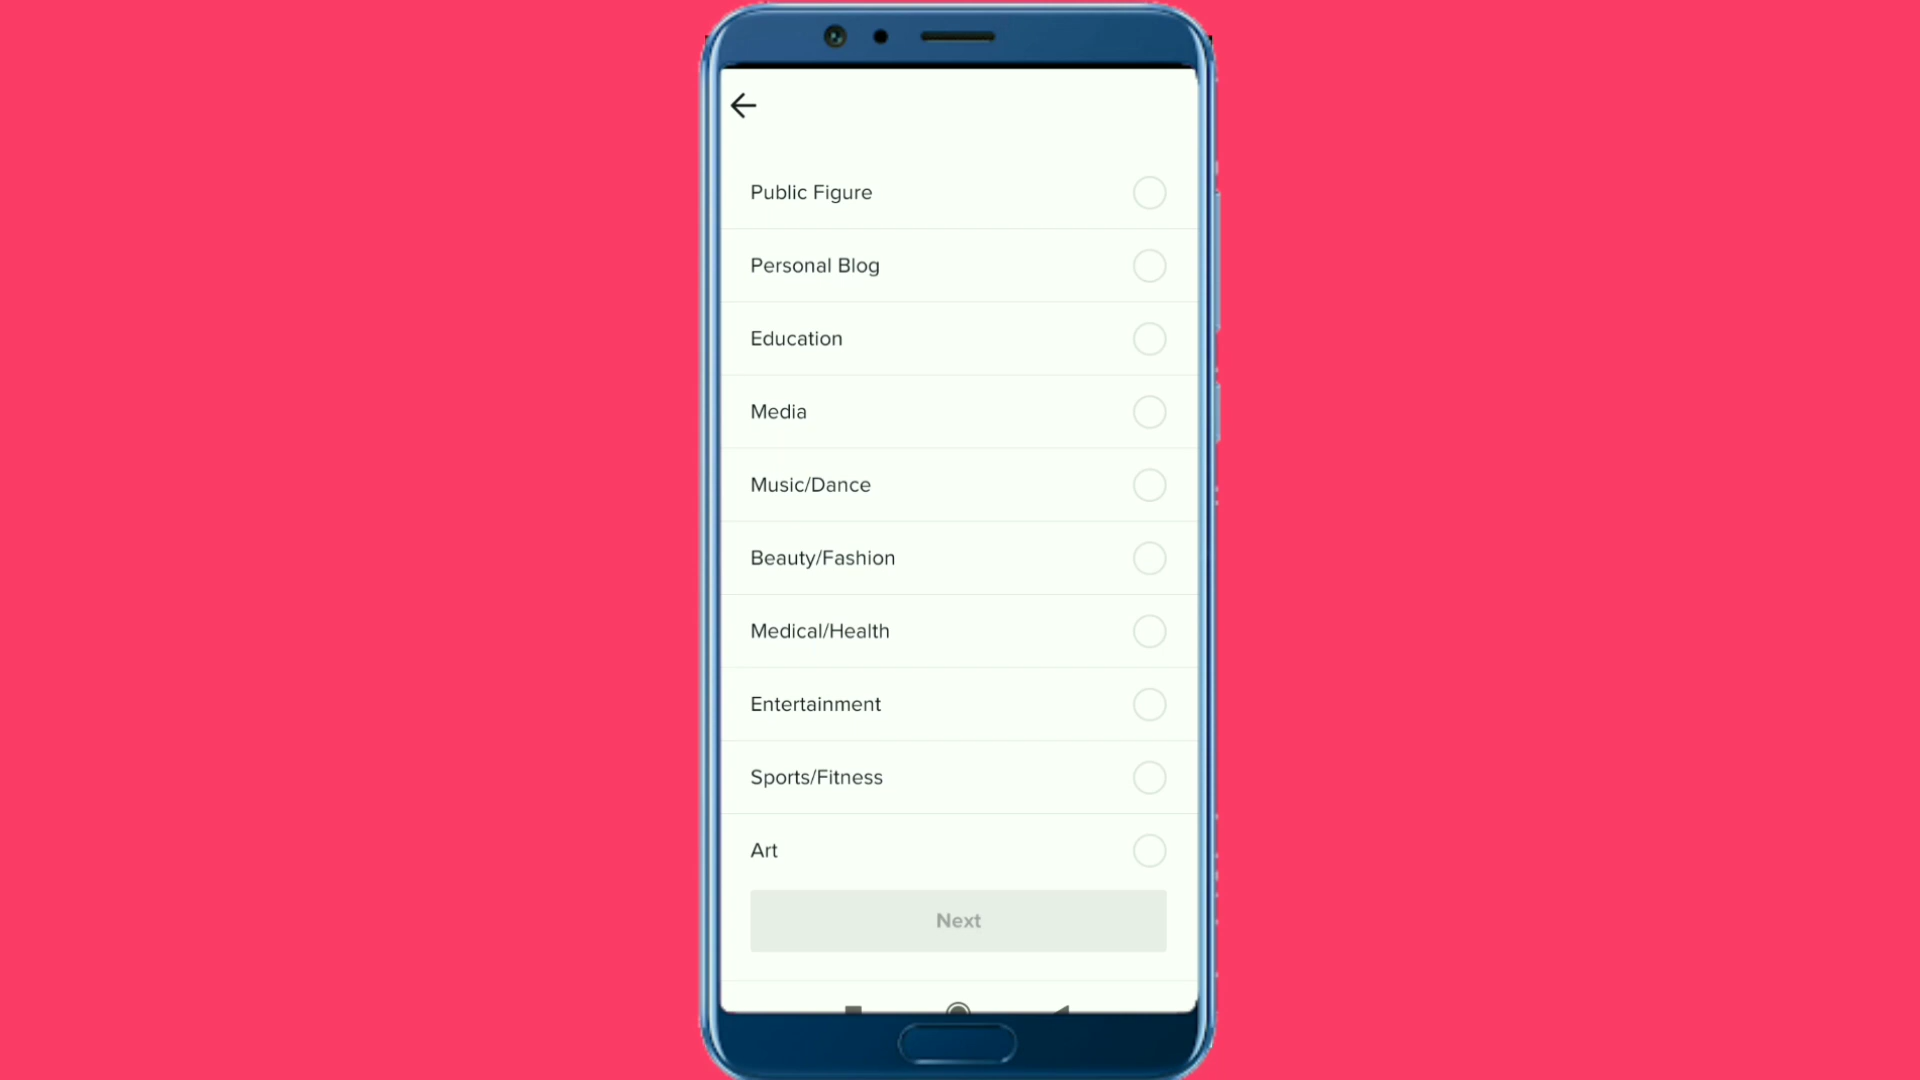 Public Figure
Personal Blog
Education
Media
Music/Dance
Beauty/Fashion
Medical/Health
Entertainment
Sports/Fitness
Art
Next